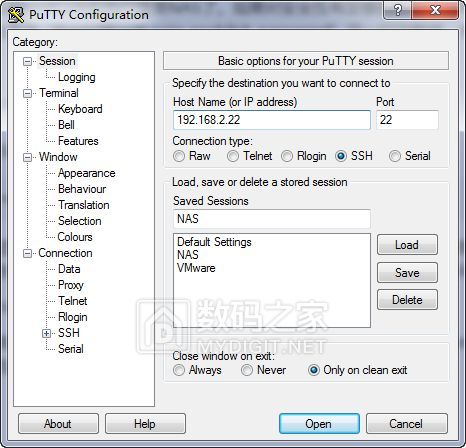 PuTTY Configuration
Category:
Session
Logging
Terminal
Keyboard
Bell
Features
Window
Appearance
Behaviour
Translation
Selection
Colours
Connection
Data
Proxy
Telnet
Rlogin
SSH
Serial
Basic options for your PuTTY session
Specify the destination you want to connect to
Host Name (or IP address) Port
192.168.2.22 22
Connection type:
Raw Telnet Rlogin SSH Serial
Load, save or delete a stored session
Saved Sessions
NAS
Default Settings
NAS
VMware
Load
Save
Delete
数码之家
MYDIGIT.NET
Close window on exit:
Always Never Only on clean exit
About Help Open Cancel